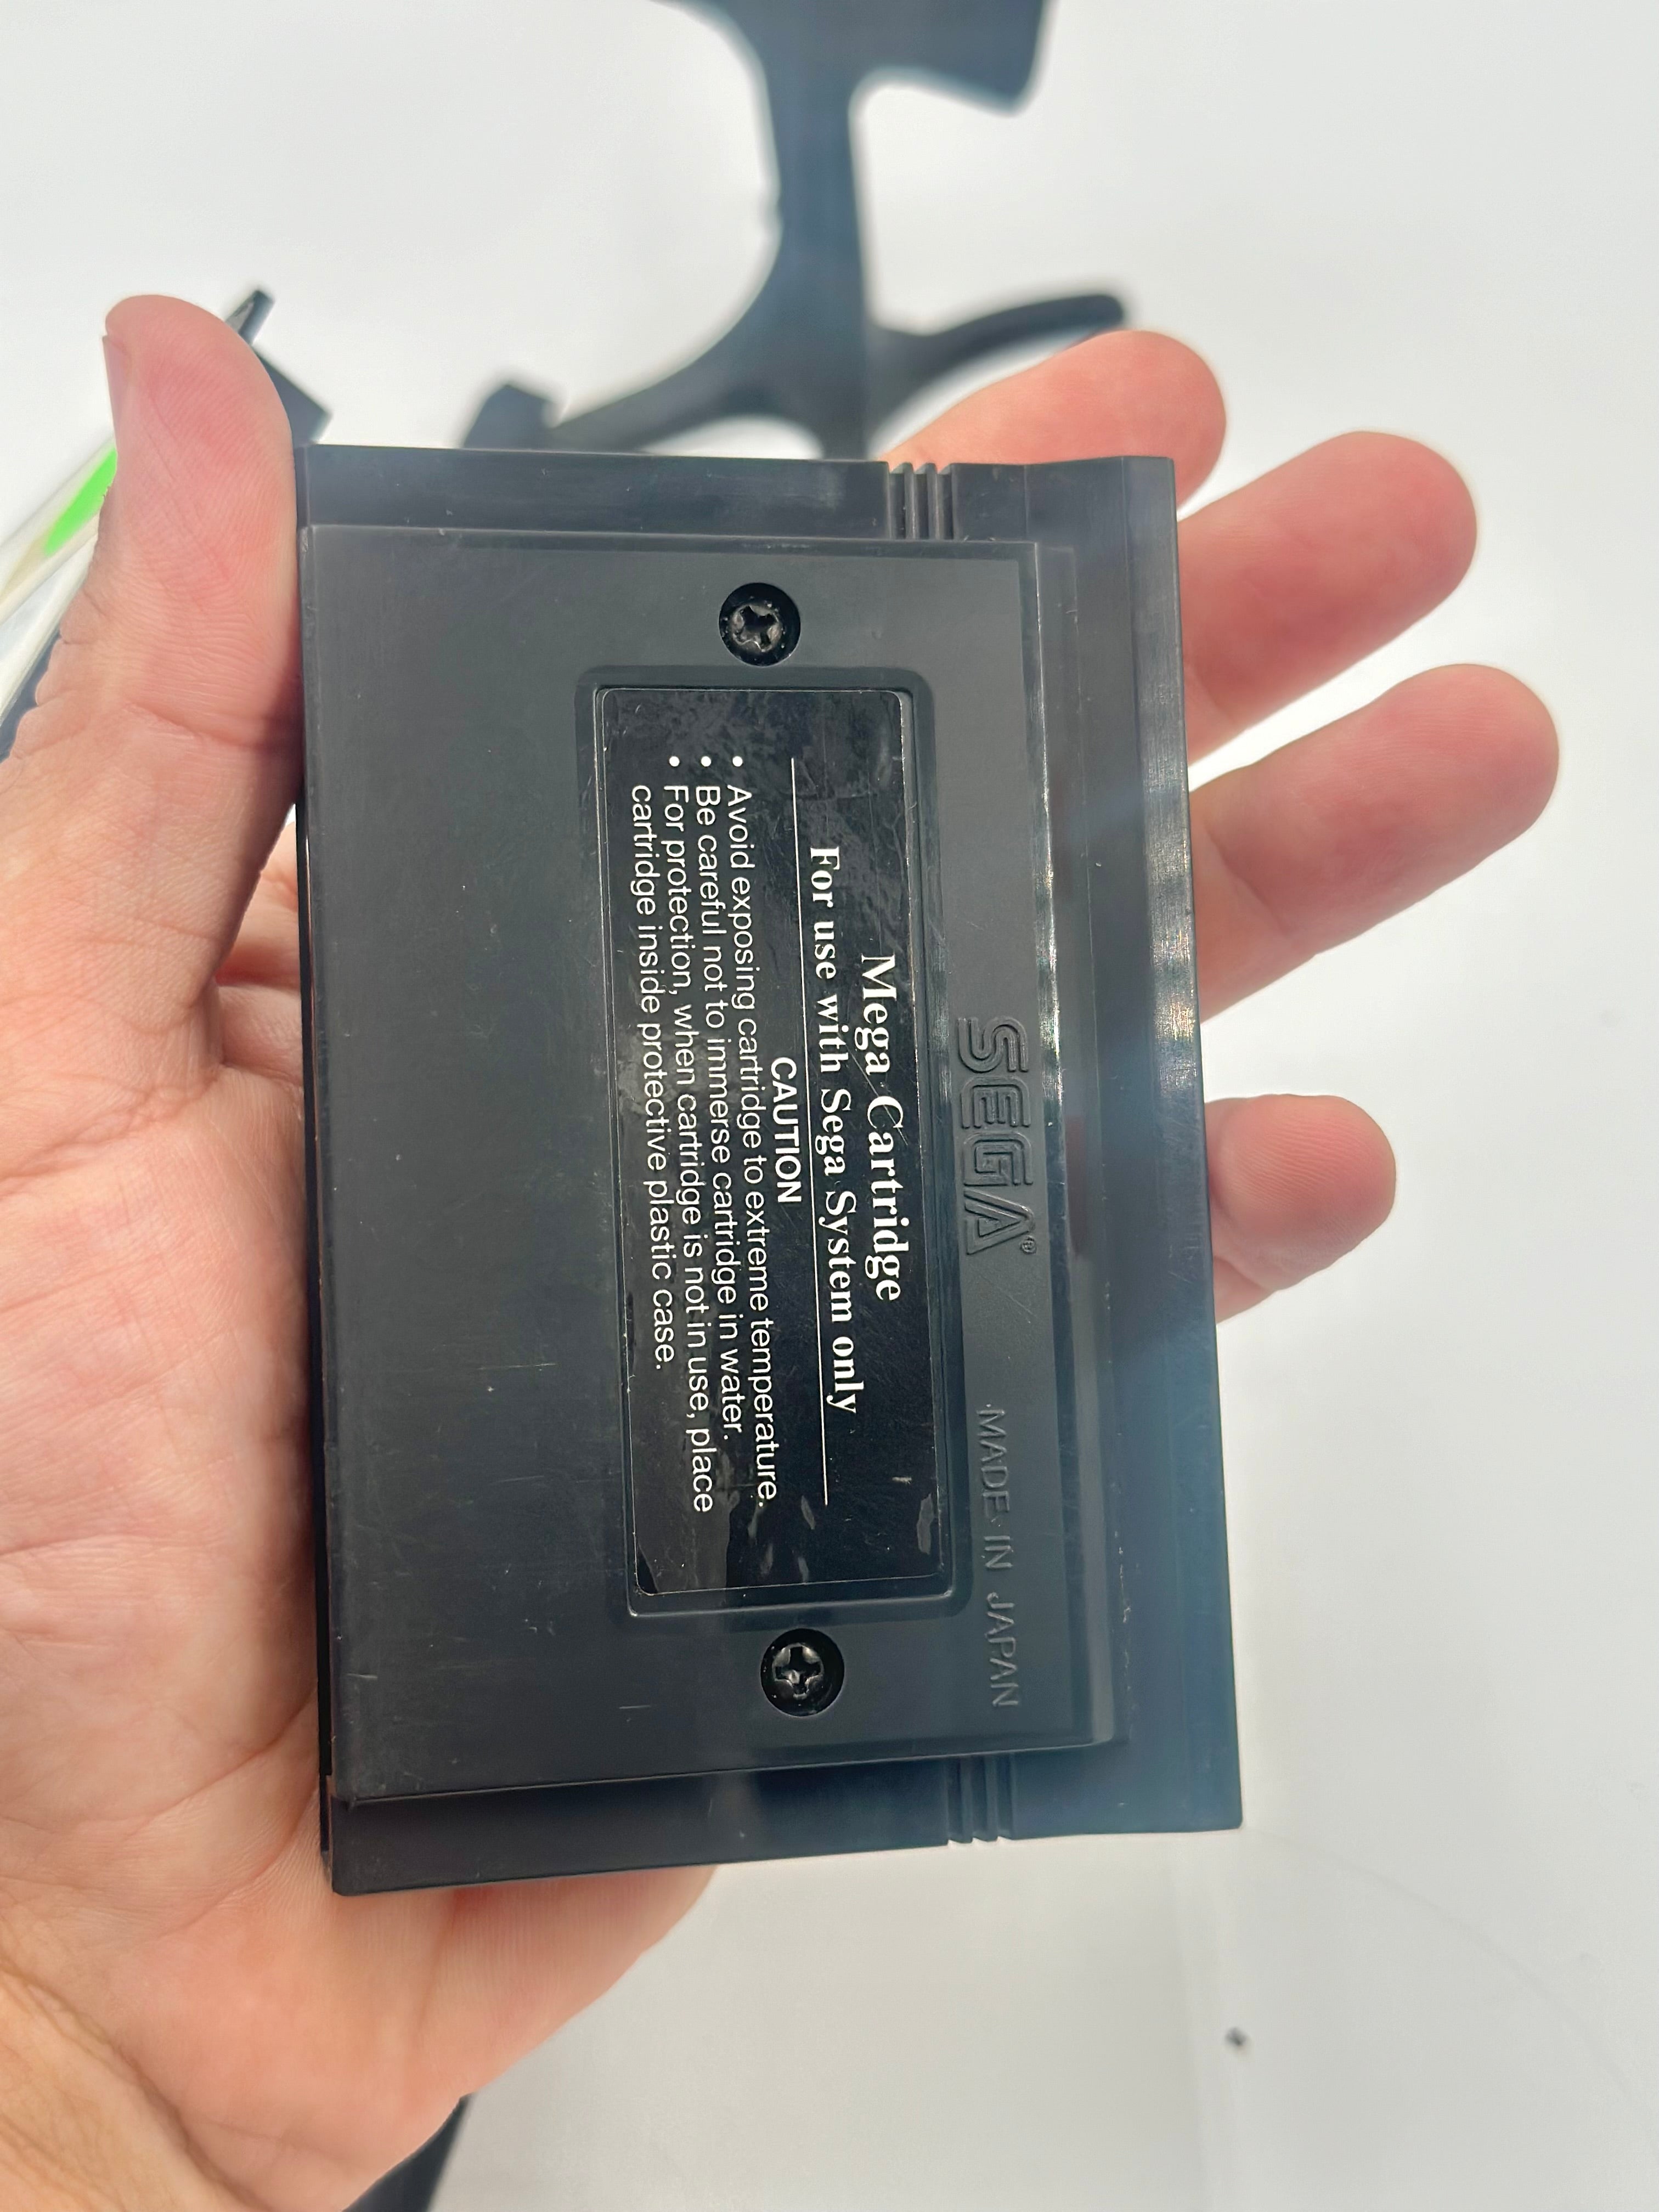 SEGA®
MADE IN JAPAN
Mega Cartridge
For use with Sega System only
CAUTION
• Avoid exposing cartridge to extreme temperature.
• Be careful not to immerse cartridge in water.
• For protection, when cartridge is not in use, place
cartridge inside protective plastic case.